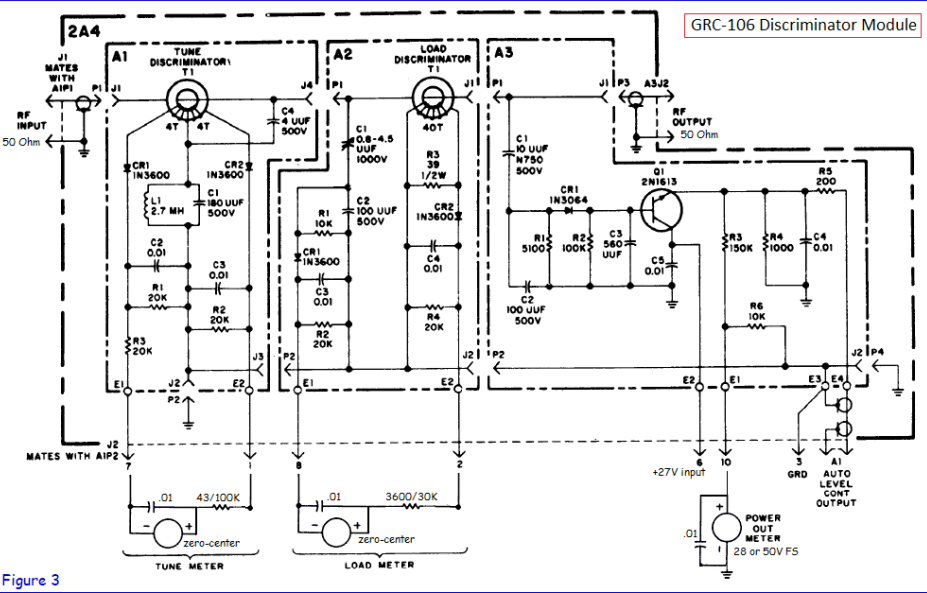 GRC-106 Discriminator Module
2A4
J1
MATES
WITH
A1P1
P1
J1
A1
TUNE
DISCRIMINATOR
T1
4T
4T
J4
C4
4 UUF
500V
A2
P1
LOAD
DISCRIMINATOR
T1
40T
J1
A3
P1
J1
P3
A3J2
RF
INPUT
50 Ohm
RF
OUTPUT
50 Ohm
CR1
1N3600
CR2
1N3600
L1
2.7 MH
C1
180 UUF
500V
C2
0.01
C3
0.01
R1
20K
R2
20K
R3
20K
E1
J2
P2
E2
J3
C1
0.8-4.5
UUF
1000V
C2
100 UUF
500V
R1
10K
CR1
1N3600
C3
0.01
R2
20K
R3
39
1/2W
CR2
1N3600
C4
0.01
R4
20K
P2
E1
J2
E2
C1
10 UUF
N750
500V
CR1
1N3064
Q1
2N1613
R5
200
R1
5100
R2
100K
C3
560
UUF
C5
0.01
R3
150K
R4
1000
C4
0.01
C2
100 UUF
500V
R6
10K
P2
J2
P4
E2
E1
E3
E4
J2
MATES WITH A1P2
7
1
8
2
6
10
3
A1
+27V input
GRD
AUTO
LEVEL
CONT
OUTPUT
.01
43/100K
-
+
zero-center
TUNE METER
.01
3600/30K
-
+
zero-center
LOAD METER
.01
+
-
POWER
OUT
METER
28 or 50V FS
Figure 3